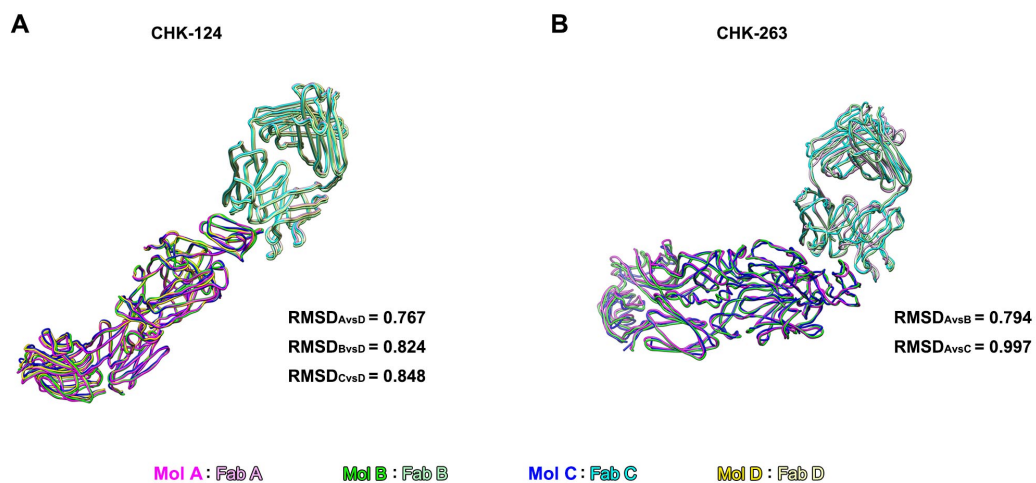 A
CHK-124
B
CHK-263
RMSDAvsD = 0.767
RMSDBvsD = 0.824
RMSDCvsD = 0.848
RMSDAvsB = 0.794
RMSDAvsC = 0.997
Mol A : Fab A Mol B : Fab B Mol C : Fab C Mol D : Fab D